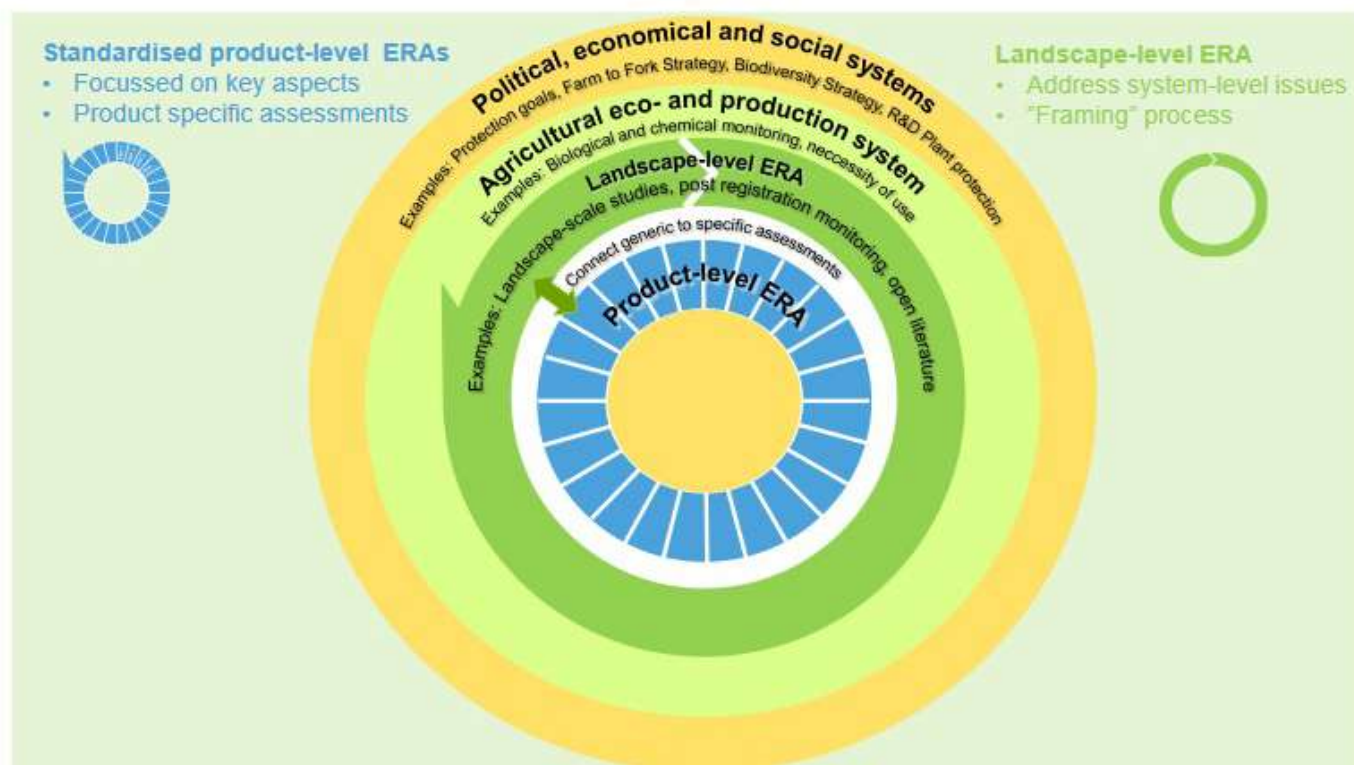 Standardised product-level ERAs
• Focussed on key aspects
• Product specific assessments
Political, economical and social systems
Examples: Protection goals, Farm to Fork Strategy, Biodiversity Strategy, R&D Plant protection
Agricultural eco- and production system
Examples: Biological and chemical monitoring, neccessity of use
Landscape-level ERA
Examples: Landscape-scale studies, post registration monitoring, open literature
Connect generic to specific assessments
Product-level ERA
Landscape-level ERA
• Address system-level issues
• "Framing" process